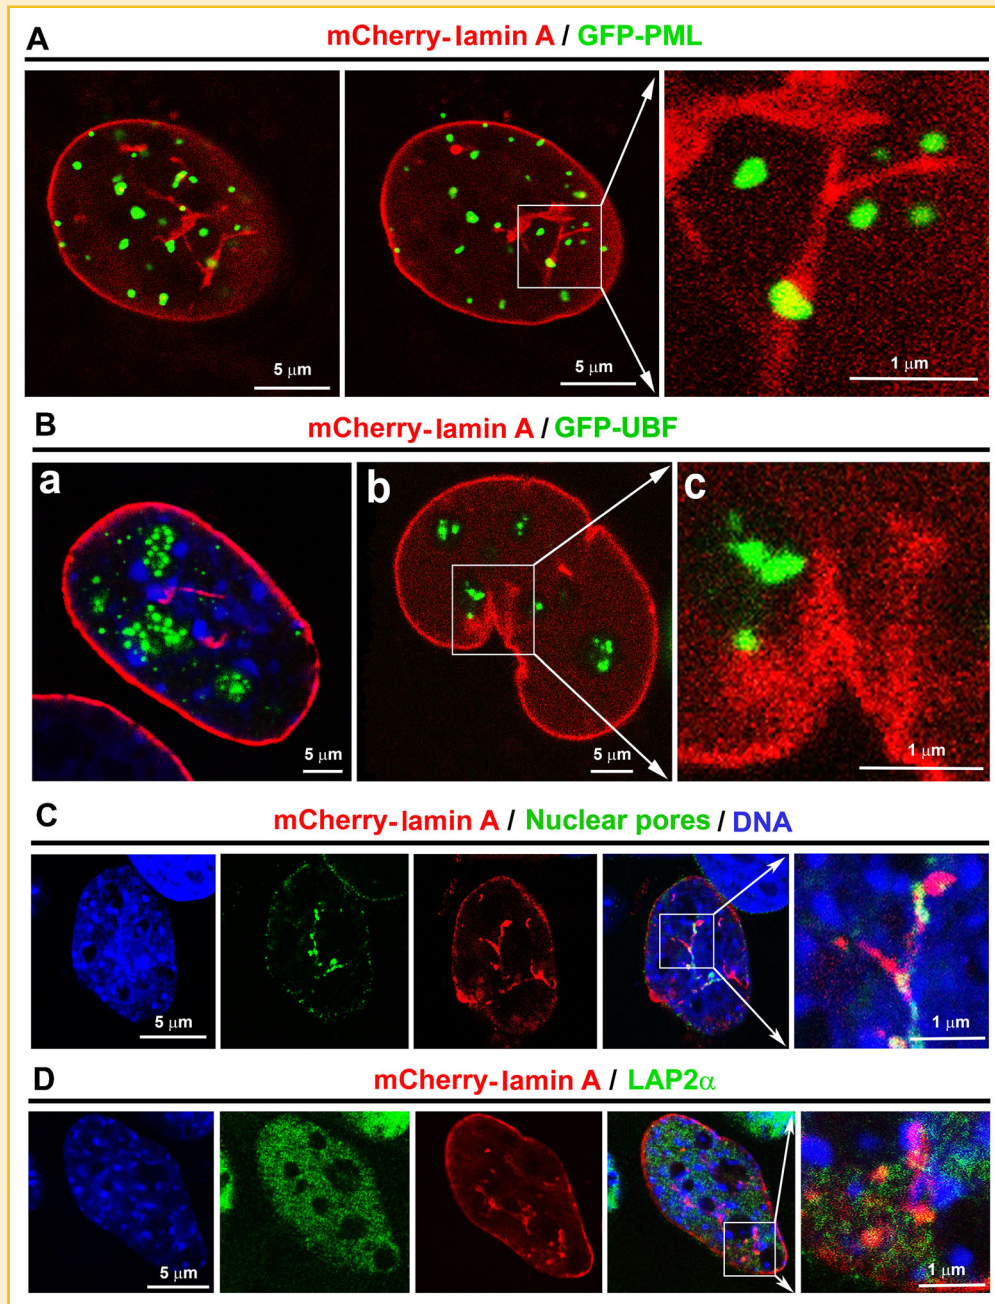 A
mCherry-lamin A / GFP-PML
5 μm
5 μm
1 μm
B
mCherry-lamin A / GFP-UBF
a
b
c
5 μm
5 μm
1 μm
C
mCherry-lamin A / Nuclear pores / DNA
5 μm
1 μm
D
mCherry-lamin A / LAP2α
5 μm
1 μm